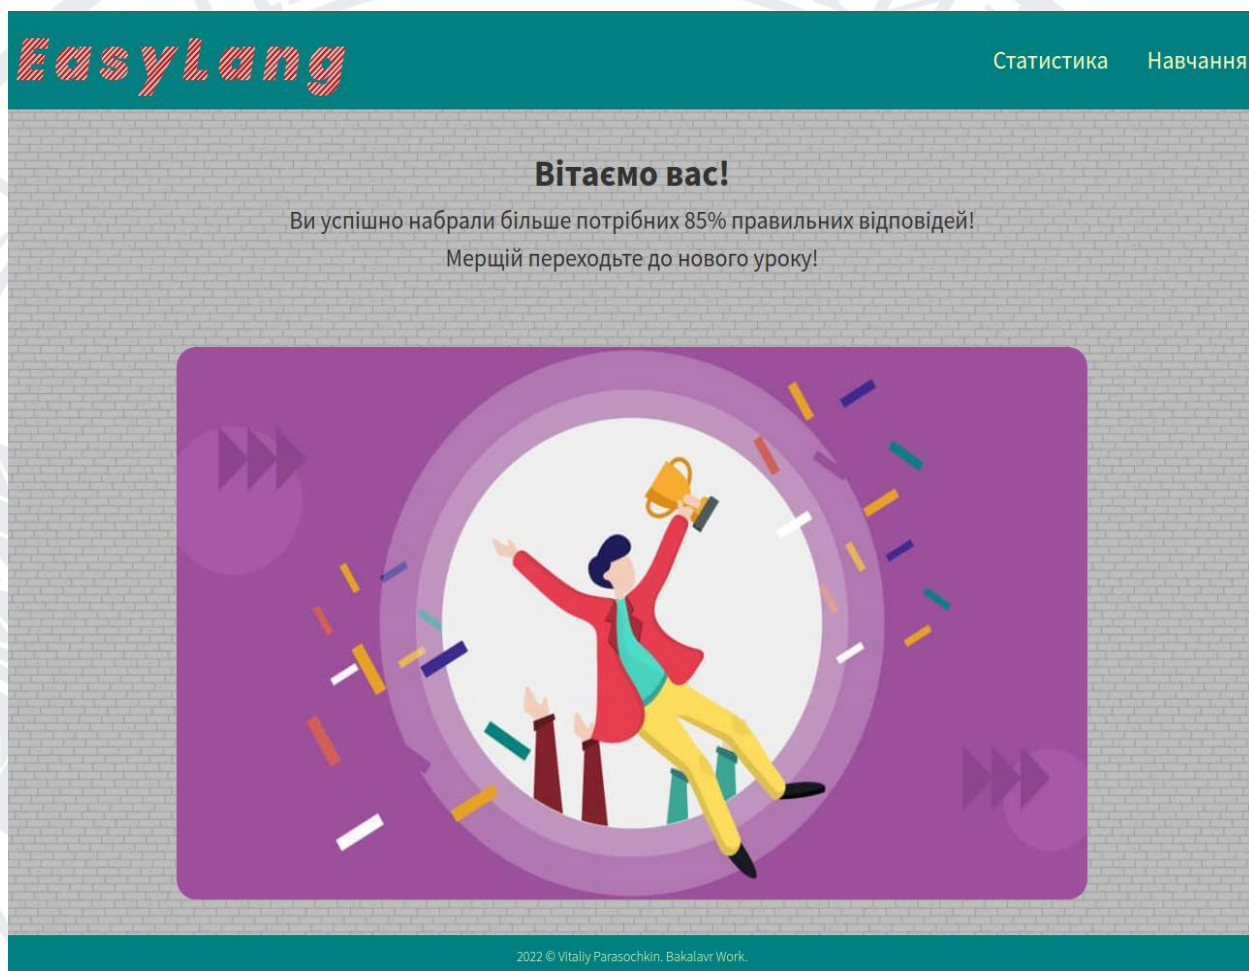 EasyLang
Статистика Навчання
Вітаємо вас!
Ви успішно набрали більше потрібних 85% правильних відповідей!
Мерщій переходьте до нового уроку!
2022 © Vitaliy Parasochkin. Bakalavr Work.